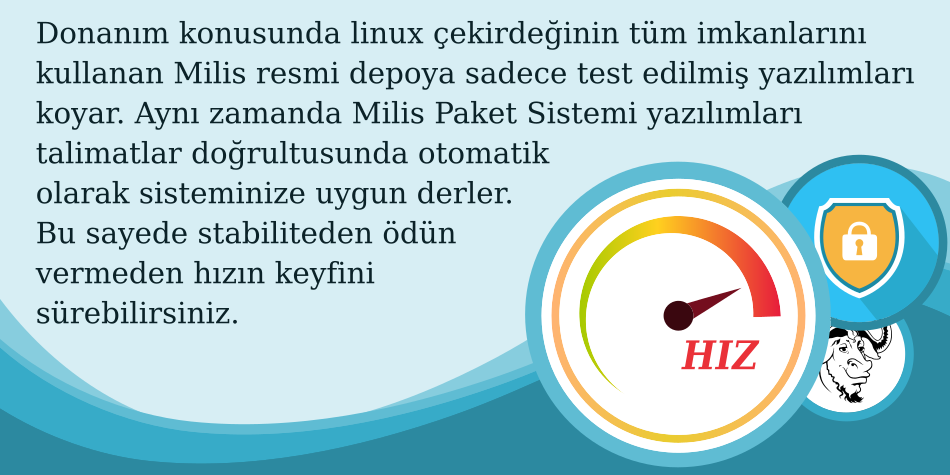 Donanım konusunda linux çekirdeğinin tüm imkanlarını
kullanan Milis resmi depoya sadece test edilmiş yazılımları
koyar. Aynı zamanda Milis Paket Sistemi yazılımları
talimatlar doğrultusunda otomatik
olarak sisteminize uygun derler.
Bu sayede stabiliteden ödün
vermeden hızın keyfini
sürebilirsiniz.
HIZ